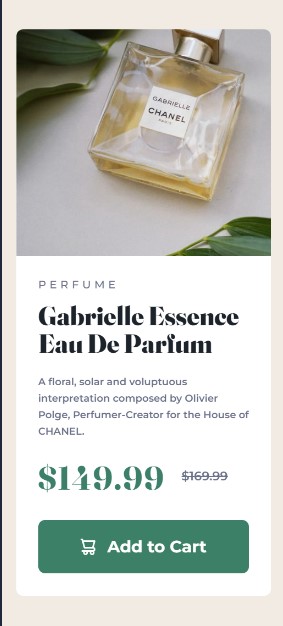 GABRIELLE
CHANEL
PARIS
PERFUME
Gabrielle Essence
Eau De Parfum
A floral, solar and voluptuous
interpretation composed by Olivier
Polge, Perfumer-Creator for the House of
CHANEL.
$149.99 $169.99
Add to Cart